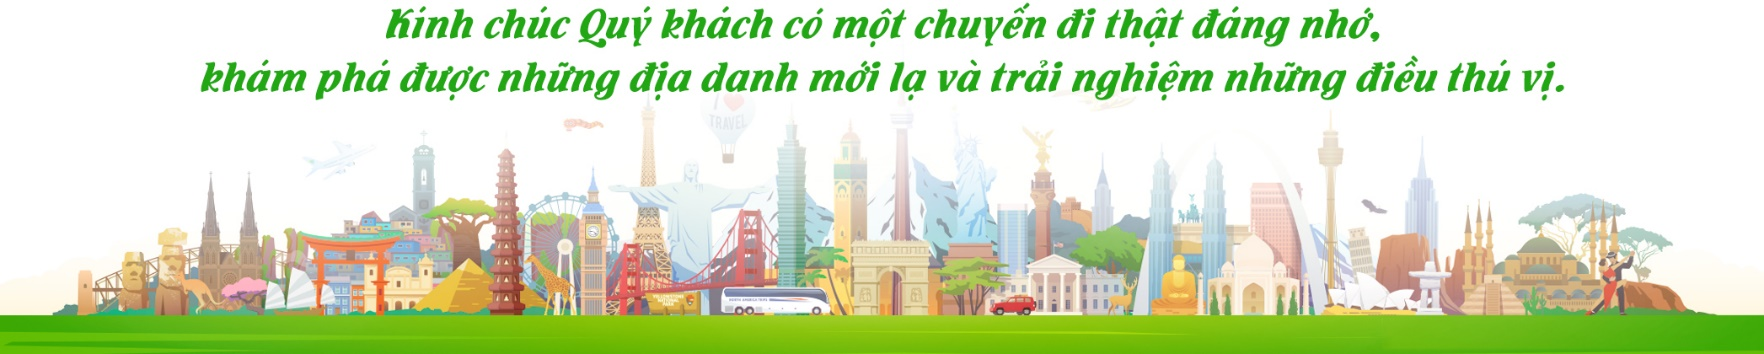 Kính chúc Quý khách có một chuyến đi thật đáng nhớ,
khám phá được những địa danh mới lạ và trải nghiệm những điều thú vị.
I
TRAVEL